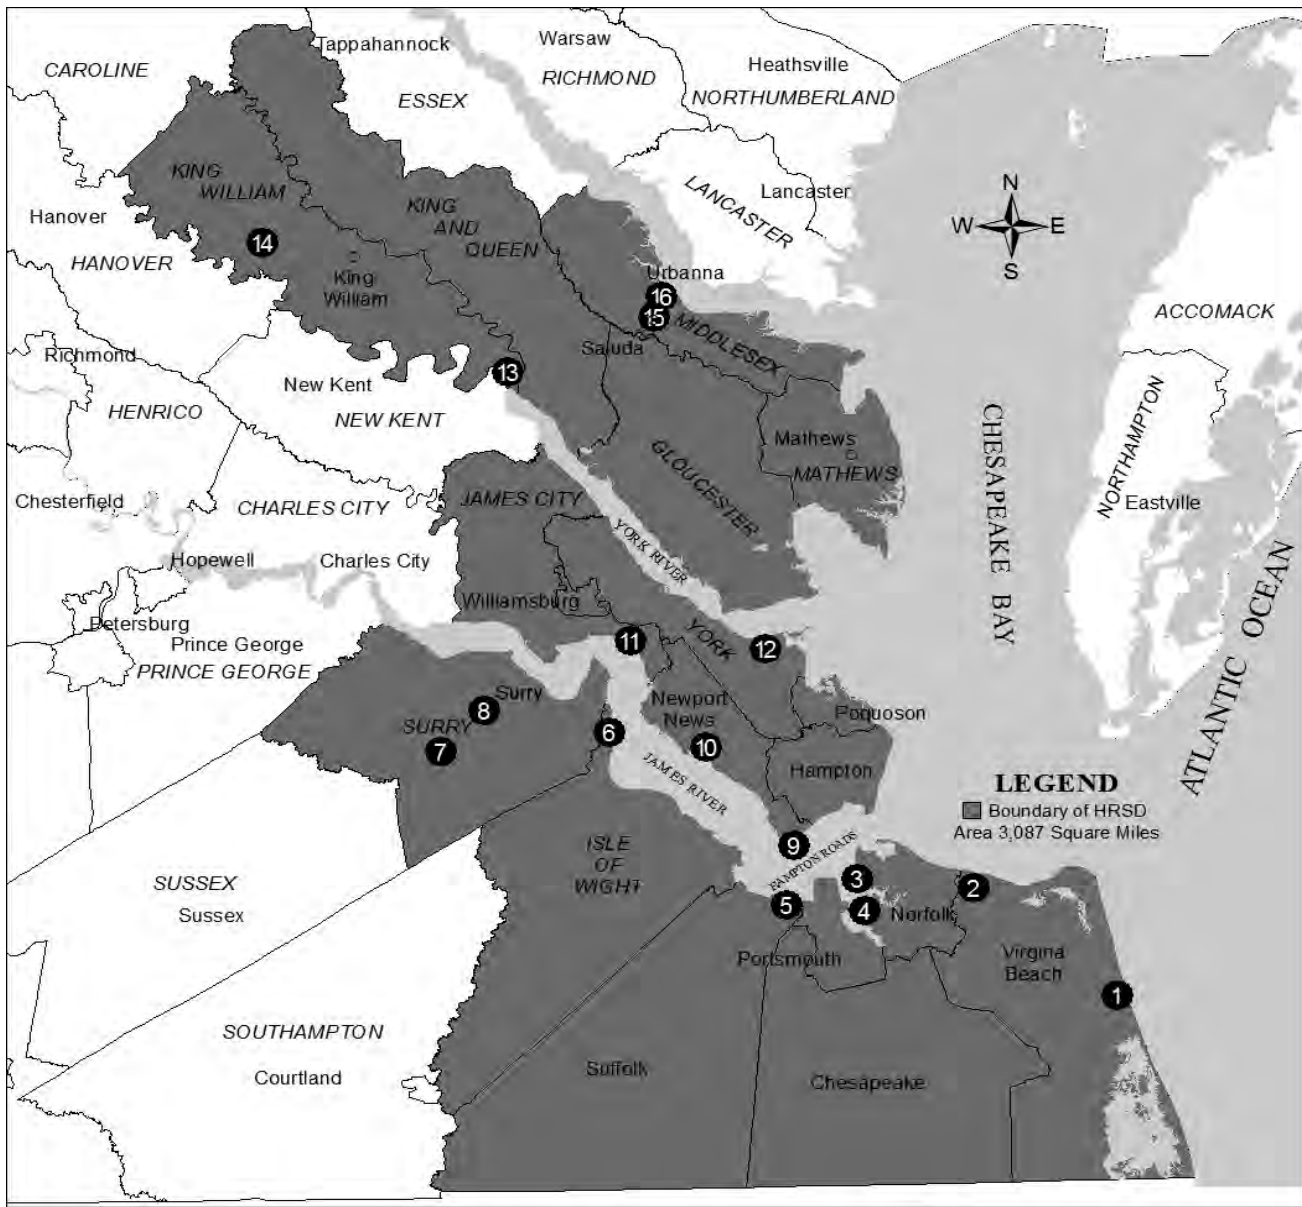 Tappahannock
Warsaw
CAROLINE
RICHMOND
Heathsville
NORTHUMBERLAND
ESSEX
KING
WILLIAM
LANCASTER
Lancaster
N
W E
S
Hanover
KING
AND
QUEEN
14
HANOVER
King
William
Urbanna
16
15
MIDDLESEX
ACCOMACK
Saluda
Richmond
13
New Kent
HENRICO
NEW KENT
NORTHAMPTON
CHESAPEAKE BAY
Mathews
MATHEWS
GLOUCESTER
JAMES CITY
Chesterfield
CHARLES CITY
Eastville
YORK RIVER
Hopewell
Charles City
ATLANTIC OCEAN
Williamsburg
Petersburg
Prince George
PRINCE GEORGE
11
YORK
12
Surry
8
SURRY
7
6
Newport
News
10
Poquoson
JAMES RIVER
Hampton
LEGEND
Boundary of HRSD
Area 3,087 Square Miles
ISLE
OF
WIGHT
9
FAMPTON ROADS
3
SUSSEX
Sussex
5
4
Norfolk
2
Portsmouth
Virgina
Beach
1
SOUTHAMPTON
Courtland
Suffolk
Chesapeake